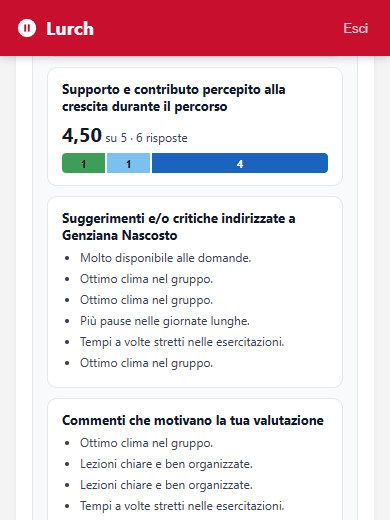 Lurch
Esci
Supporto e contributo percepito alla
crescita durante il percorso
4,50 su 5 · 6 risposte
1 1 4
Suggerimenti e/o critiche indirizzate a
Genziana Nascosto
• Molto disponibile alle domande.
• Ottimo clima nel gruppo.
• Ottimo clima nel gruppo.
• Più pause nelle giornate lunghe.
• Tempi a volte stretti nelle esercitazioni.
• Ottimo clima nel gruppo.
Commenti che motivano la tua valutazione
• Ottimo clima nel gruppo.
• Lezioni chiare e ben organizzate.
• Lezioni chiare e ben organizzate.
• Tempi a volte stretti nelle esercitazioni.